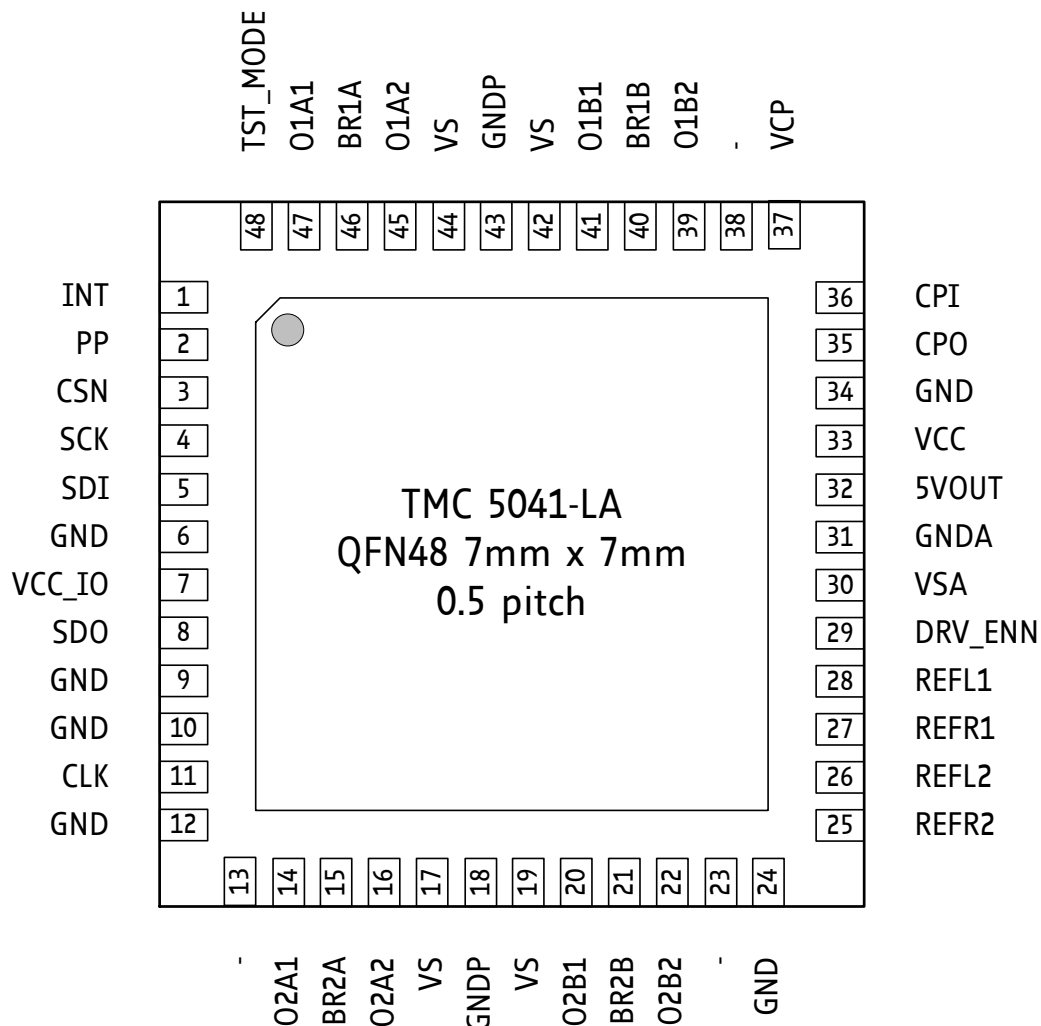 TST_MODE
O1A1
BR1A
O1A2
VS
GNDP
VS
O1B1
BR1B
O1B2
-
VCP
48
47
46
45
44
43
42
41
40
39
38
37
INT 1
PP 2
CSN 3
SCK 4
SDI 5
GND 6
VCC_IO 7
SDO 8
GND 9
GND 10
CLK 11
GND 12
TMC 5041-LA
QFN48 7mm x 7mm
0.5 pitch
36 CPI
35 CPO
34 GND
33 VCC
32 5VOUT
31 GNDA
30 VSA
29 DRV_ENN
28 REFL1
27 REFR1
26 REFL2
25 REFR2
13
14
15
16
17
18
19
20
21
22
23
24
-
O2A1
BR2A
O2A2
VS
GNDP
VS
O2B1
BR2B
O2B2
-
GND